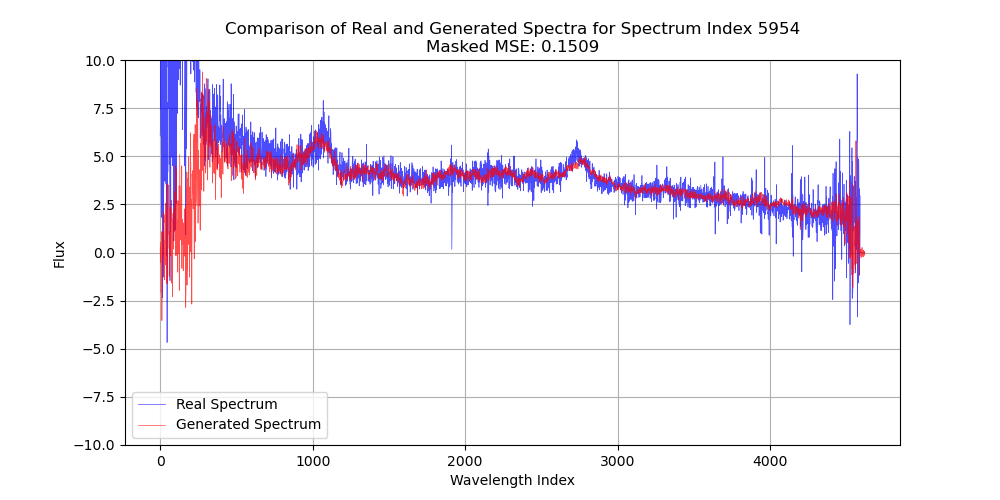 Comparison of Real and Generated Spectra for Spectrum Index 5954
Masked MSE: 0.1509
10.0
7.5
5.0
2.5
0.0
−2.5
−5.0
−7.5
−10.0
Flux
Real Spectrum
Generated Spectrum
0 1000 2000 3000 4000
Wavelength Index